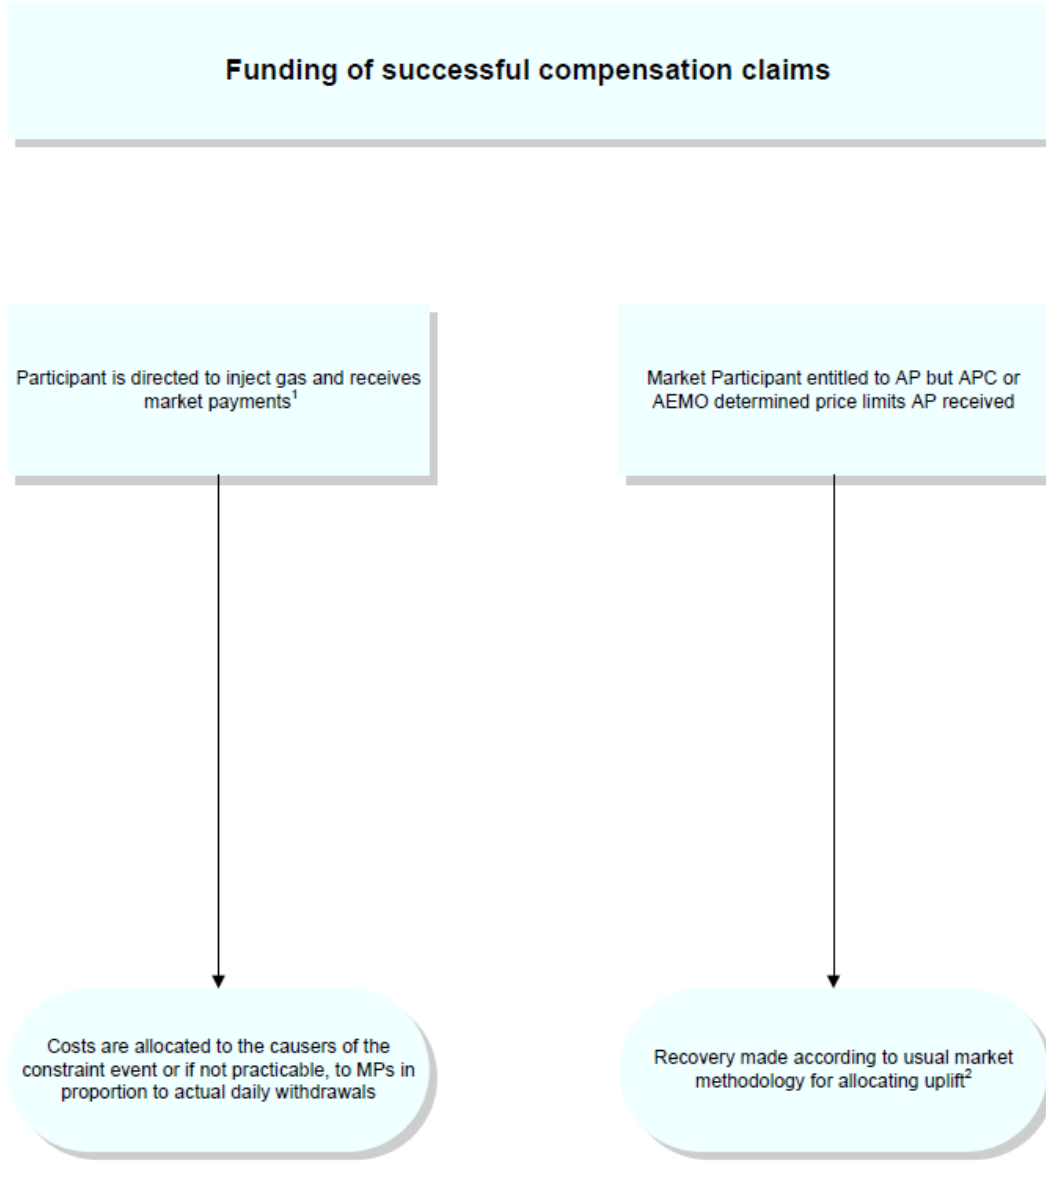 Funding of successful compensation claims
Participant is directed to inject gas and receives
market payments1
Market Participant entitled to AP but APC or
AEMO determined price limits AP received
Costs are allocated to the causers of the
constraint event or if not practicable, to MPs in
proportion to actual daily withdrawals
Recovery made according to usual market
methodology for allocating uplift2